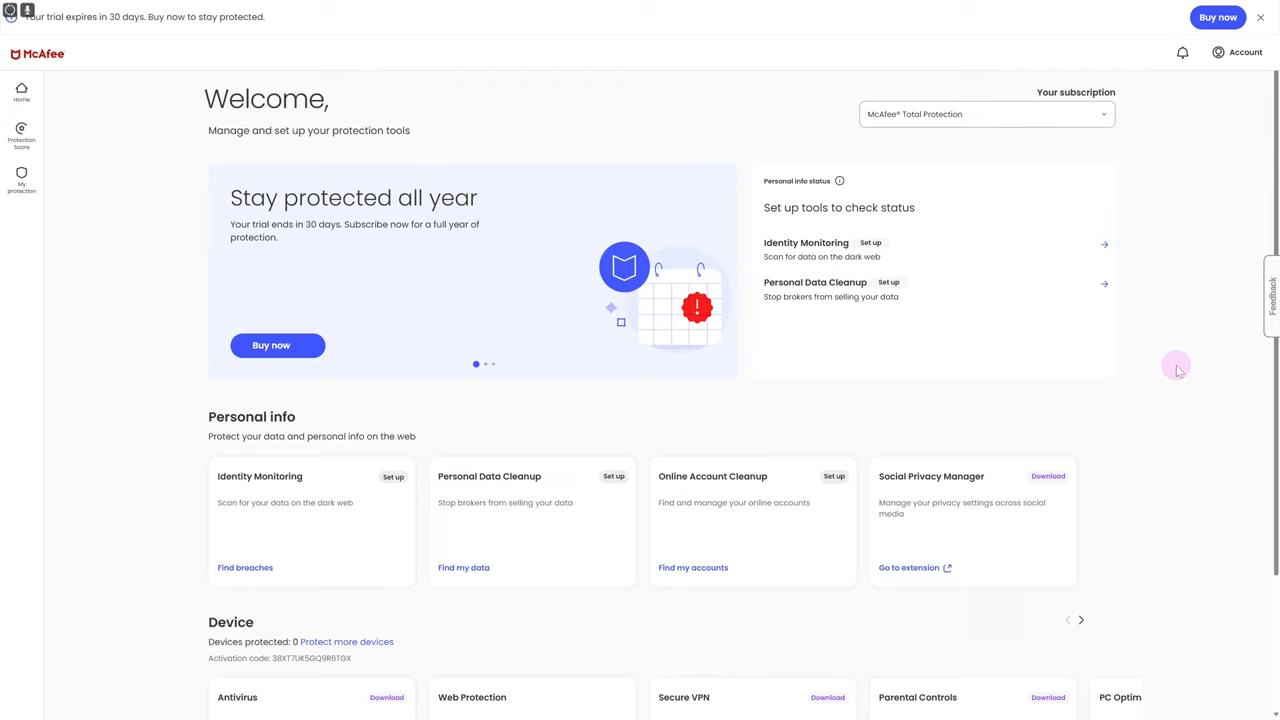 Your trial expires in 30 days. Buy now to stay protected.
Buy now
McAfee
Account
Home
Protection
Score
My
protection
Welcome,
Manage and set up your protection tools
Your subscription
McAfee® Total Protection
Stay protected all year
Your trial ends in 30 days. Subscribe now for a full year of
protection.
Buy now
Personal info status
Set up tools to check status
Identity Monitoring Set up
Scan for data on the dark web
Personal Data Cleanup Set up
Stop brokers from selling your data
Feedback
Personal info
Protect your data and personal info on the web
Identity Monitoring Set up
Scan for your data on the dark web
Find breaches
Personal Data Cleanup Set up
Stop brokers from selling your data
Find my data
Online Account Cleanup Set up
Find and manage your online accounts
Find my accounts
Social Privacy Manager Download
Manage your privacy settings across social
media
Go to extension
Device
Devices protected: 0 Protect more devices
Activation code: 38XT7UK5GQ9R6TGX
Antivirus Download
Web Protection
Secure VPN Download
Parental Controls Download
PC Optim